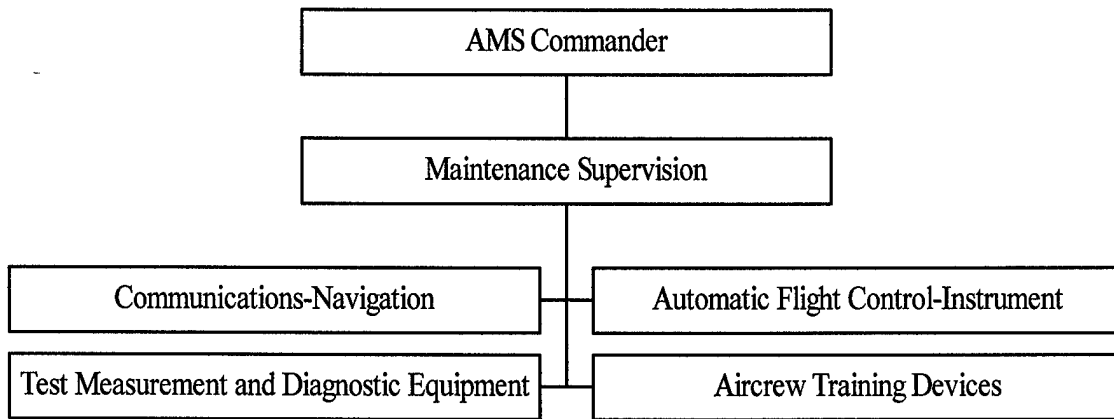 AMS Commander
Maintenance Supervision
Communications-Navigation
Automatic Flight Control-Instrument
Test Measurement and Diagnostic Equipment
Aircrew Training Devices